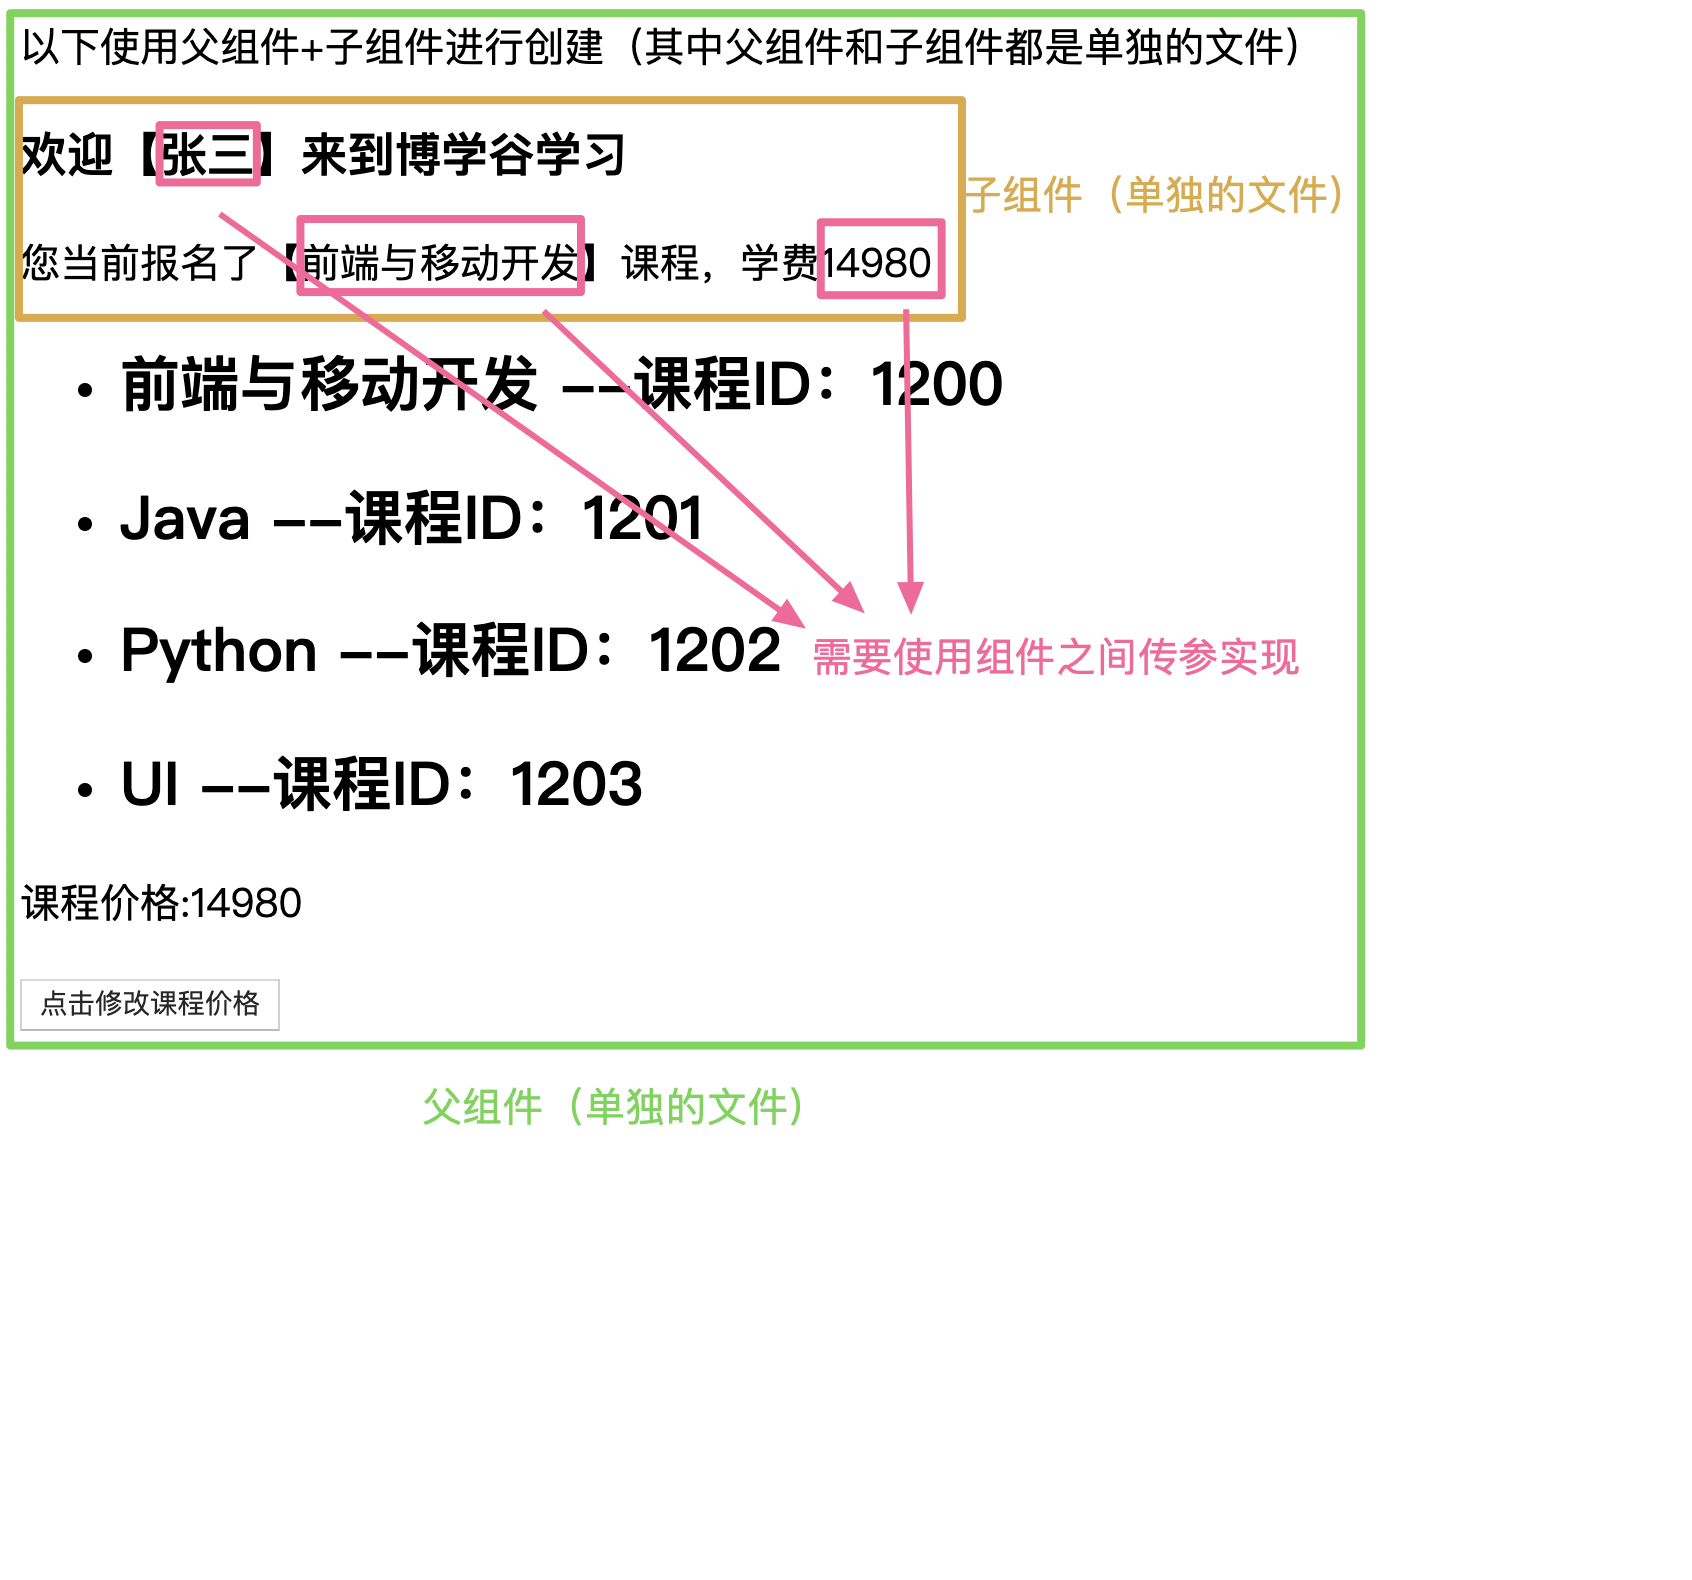 以下使用父组件+子组件进行创建（其中父组件和子组件都是单独的文件）
欢迎【张三】来到博学谷学习
子组件（单独的文件）
您当前报名了【前端与移动开发】课程，学费14980
• 前端与移动开发 --课程ID：1200
• Java --课程ID：1201
• Python --课程ID：1202
需要使用组件之间传参实现
• UI --课程ID：1203
课程价格:14980
点击修改课程价格
父组件（单独的文件）